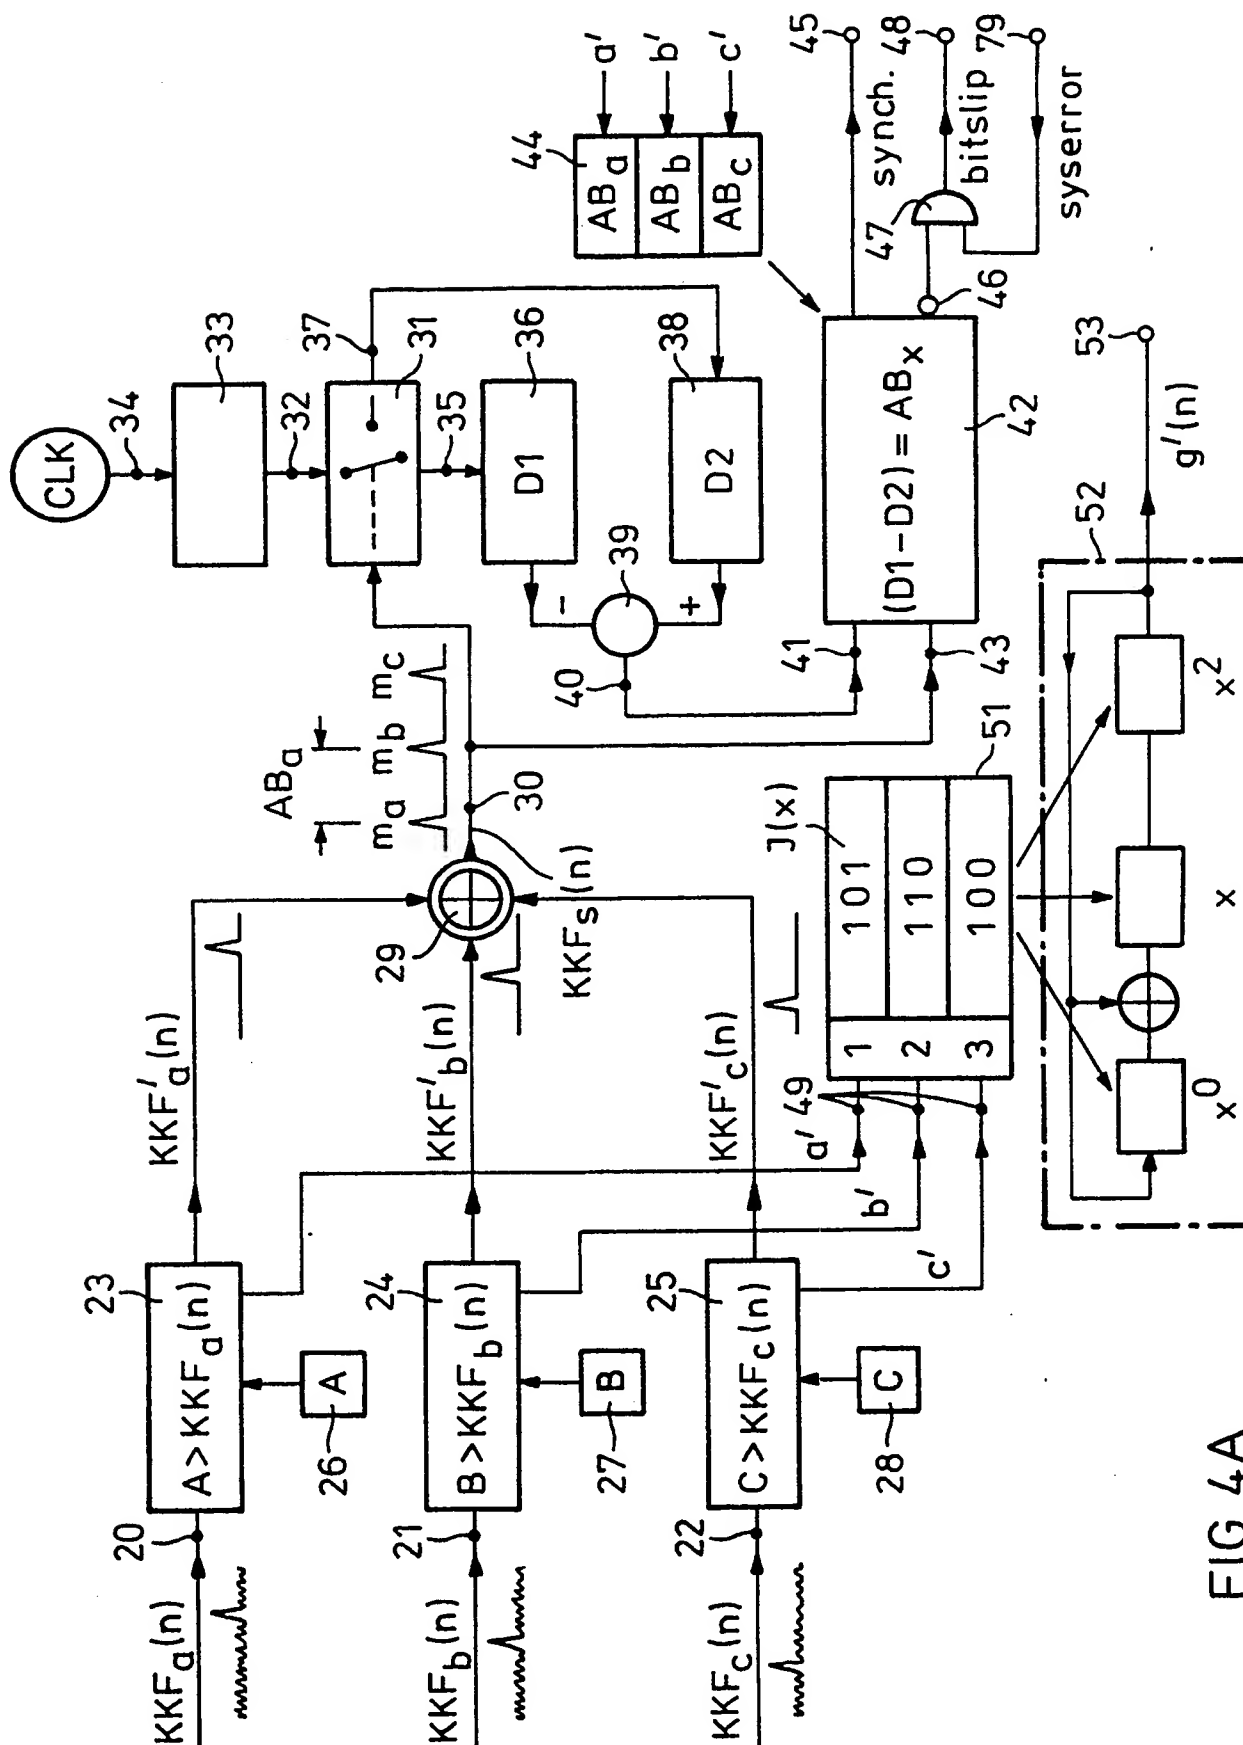 KKFa(n)
20
23
A>KKFa(n)
26
A
KKF'a(n)
KKFb(n)
21
24
B>KKFb(n)
27
B
KKF'b(n)
KKFc(n)
22
25
C>KKFc(n)
28
C
KKF'c(n)
29
KKFs(n)
30
ABa
ma
mb
mc
CLK
34
33
32
37
31
35
36
D1
38
D2
39
-
+
40
41
43
42
(D1-D2)=ABx
44
ABa
ABb
ABc
a'
b'
c'
45
synch.
46
47
48
bitslip
79
syserror
a'
b'
c'
49
1
2
3
J(x)
101
110
100
51
52
x0
x
x2
g'(n)
53
FIG 4A